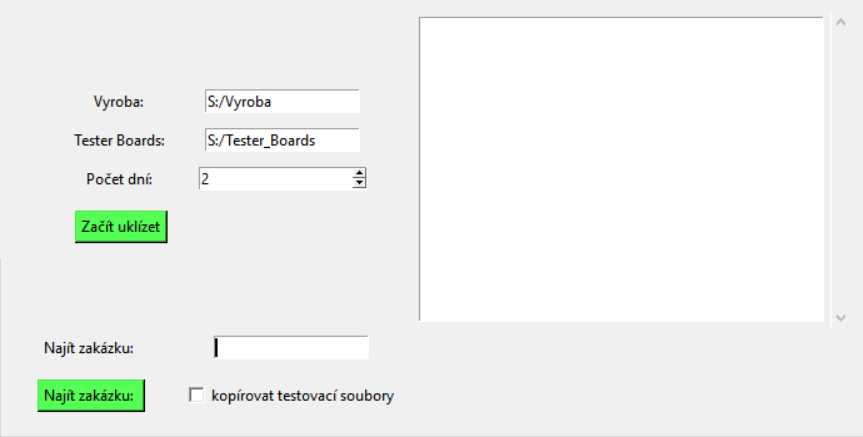 Vyroba: S:/Vyroba
Tester Boards: S:/Tester_Boards
Počet dní: 2
Začít uklízet
Najít zakázku:
Najít zakázku: kopírovat testovací soubory